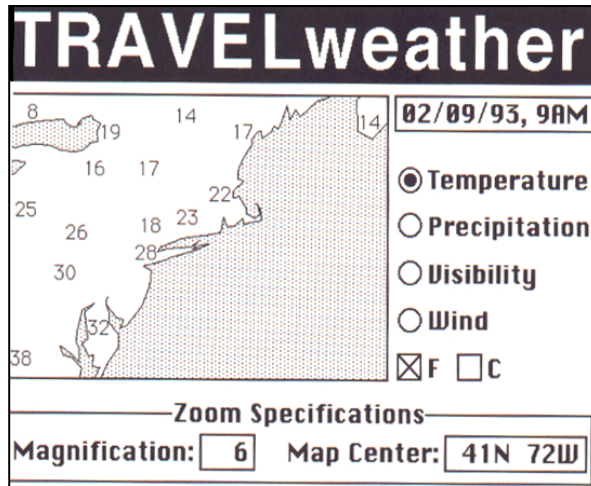 TRAVELweather
8
19
14
17
14
02/09/93, 9AM
16
17
Temperature
25
22
26
18
23
Precipitation
28
30
Visibility
32
Wind
38
F
C
Zoom Specifications
Magnification: 6 Map Center: 41N 72W